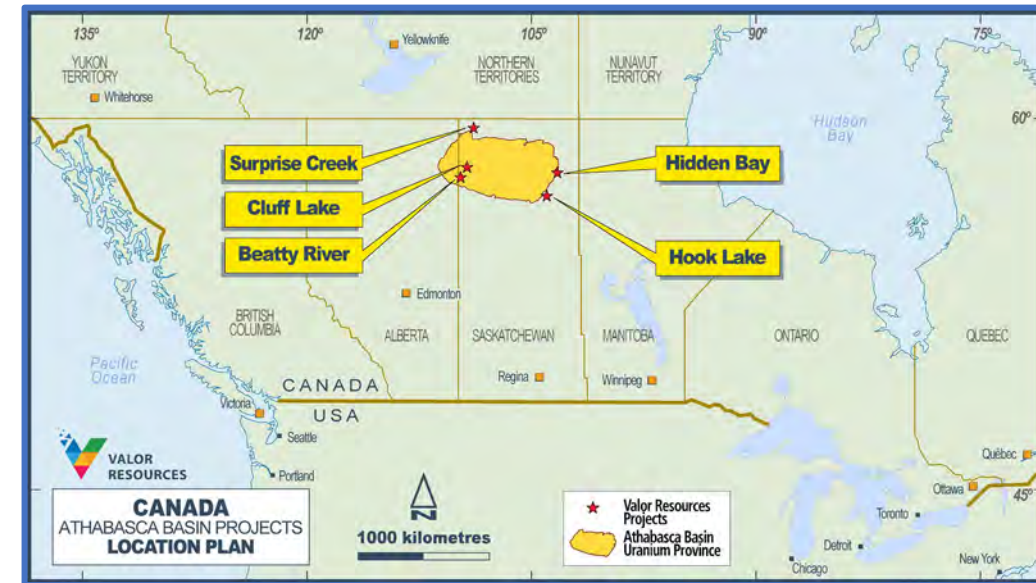 135°
120°
105°
90°
75°
Yellowknife
YUKON
TERRITORY
NORTHERN
TERRITORIES
NUNAVUT
TERRITORY
Whitehorse
60°
Hudson
Bay
Surprise Creek
Hidden Bay
Cluff Lake
Beatty River
Hook Lake
Edmonton
BRITISH
COLUMBIA
ALBERTA
SASKATCHEWAN
MANITOBA
ONTARIO
QUEBEC
Pacific
Ocean
Regina
Winnipeg
CANADA
USA
Victoria
Seattle
Portland
VALOR
RESOURCES
Québec
Ottawa
45°
Toronto
Detroit
Chicago
New York
CANADA
ATHABASCA BASIN PROJECTS
LOCATION PLAN
N
1000 kilometres
Valor Resources
Projects
Athabasca Basin
Uranium Province